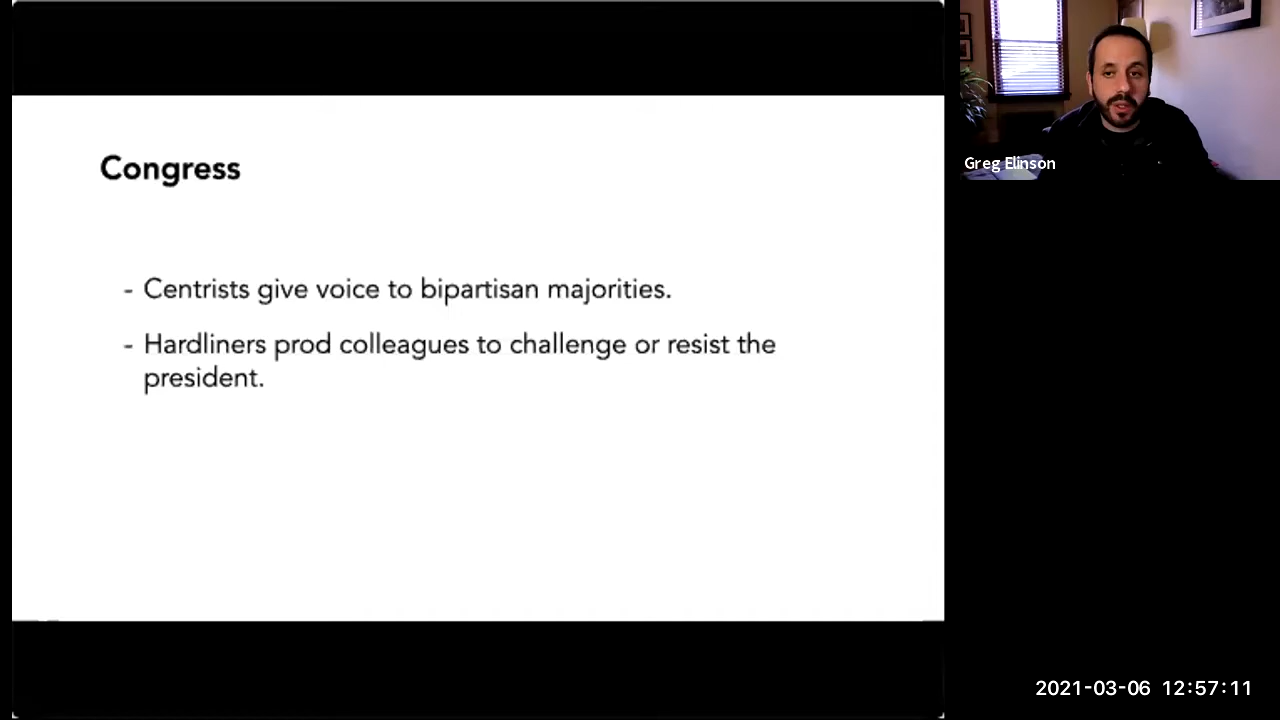 Congress
- Centrists give voice to bipartisan majorities.
- Hardliners prod colleagues to challenge or resist the
president.
Greg Elinson
2021-03-06 12:57:11